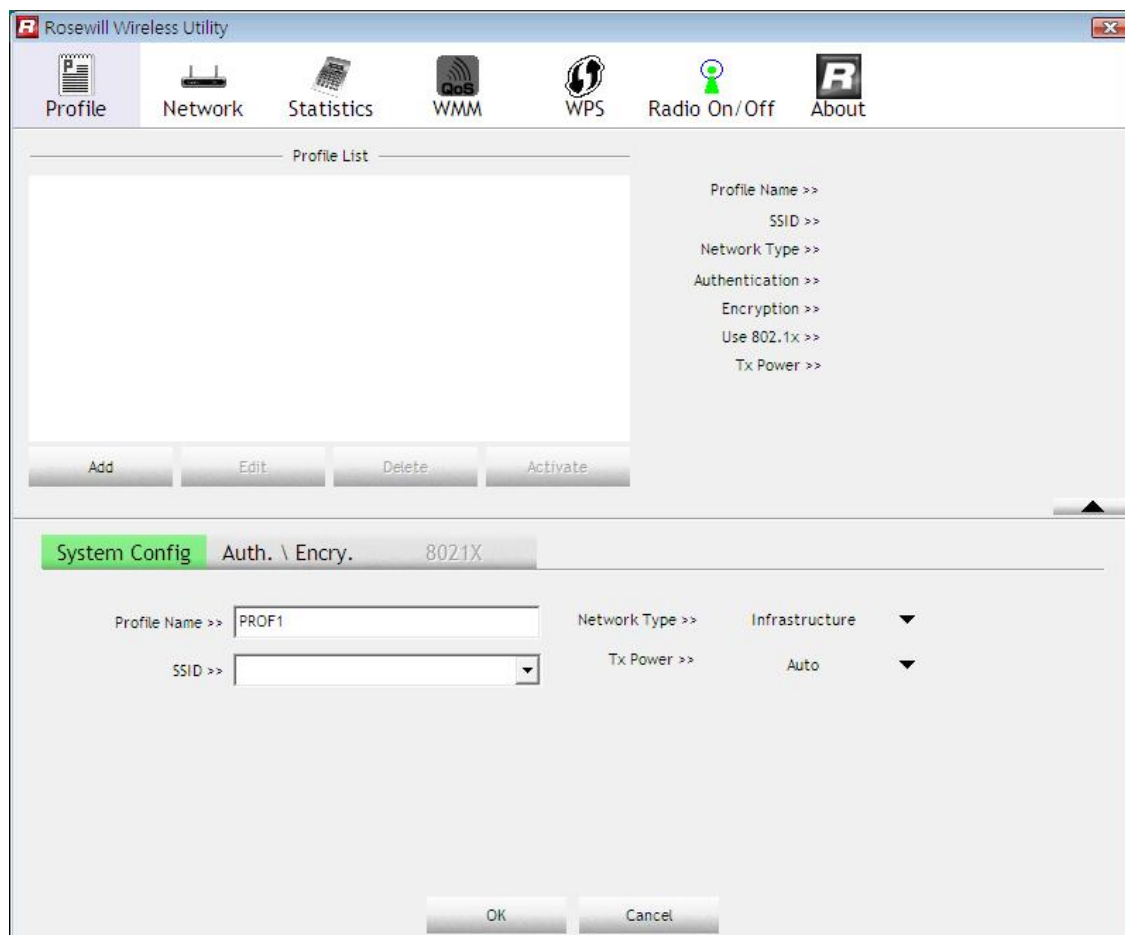 Rosewill Wireless Utility
Profile Network Statistics WMM WPS Radio On/Off About
QoS
Profile List
Profile Name >>
SSID >>
Network Type >>
Authentication >>
Encryption >>
Use 802.1x >>
Tx Power >>
Add Edit Delete Activate
System Config Auth. \ Encry. 8021X
Profile Name >> PROF1 Network Type >> Infrastructure
SSID >> Tx Power >> Auto
OK Cancel